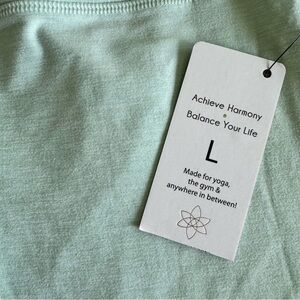 Achieve Harmony
Balance Your Life
L
Made for yoga,
the gym &
anywhere in between!